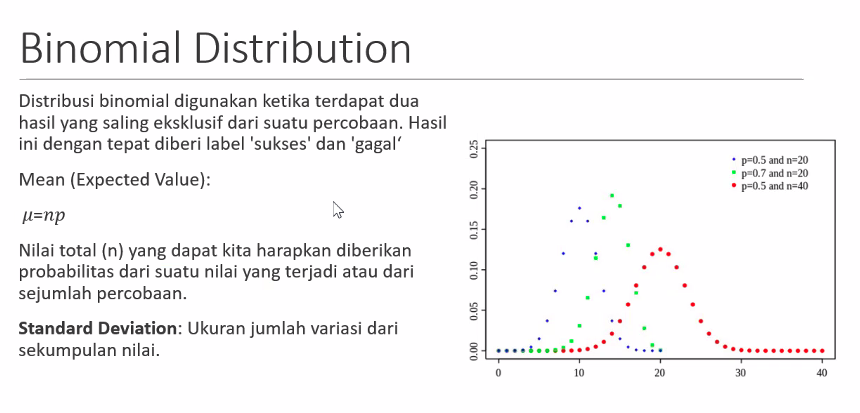 Binomial Distribution
Distribusi binomial digunakan ketika terdapat dua
hasil yang saling eksklusif dari suatu percobaan. Hasil
ini dengan tepat diberi label 'sukses' dan 'gagal‘
Mean (Expected Value):
𝜇=𝑛𝑝
Nilai total (n) yang dapat kita harapkan diberikan
probabilitas dari suatu nilai yang terjadi atau dari
sejumlah percobaan.
Standard Deviation: Ukuran jumlah variasi dari
sekumpulan nilai.
p=0.5 and n=20
p=0.7 and n=20
p=0.5 and n=40
0.25
0.20
0.15
0.10
0.05
0.00
0 10 20 30 40